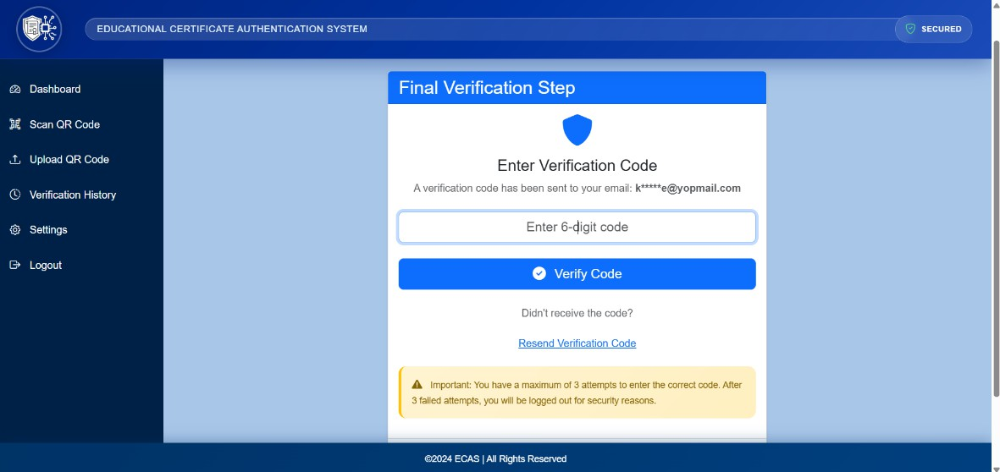 EDUCATIONAL CERTIFICATE AUTHENTICATION SYSTEM
SECURED
Dashboard
Scan QR Code
Upload QR Code
Verification History
Settings
Logout
Final Verification Step
Enter Verification Code
A verification code has been sent to your email: k*****e@yopmail.com
Enter 6-digit code
Verify Code
Didn't receive the code?
Resend Verification Code
Important: You have a maximum of 3 attempts to enter the correct code. After
3 failed attempts, you will be logged out for security reasons.
©2024 ECAS | All Rights Reserved